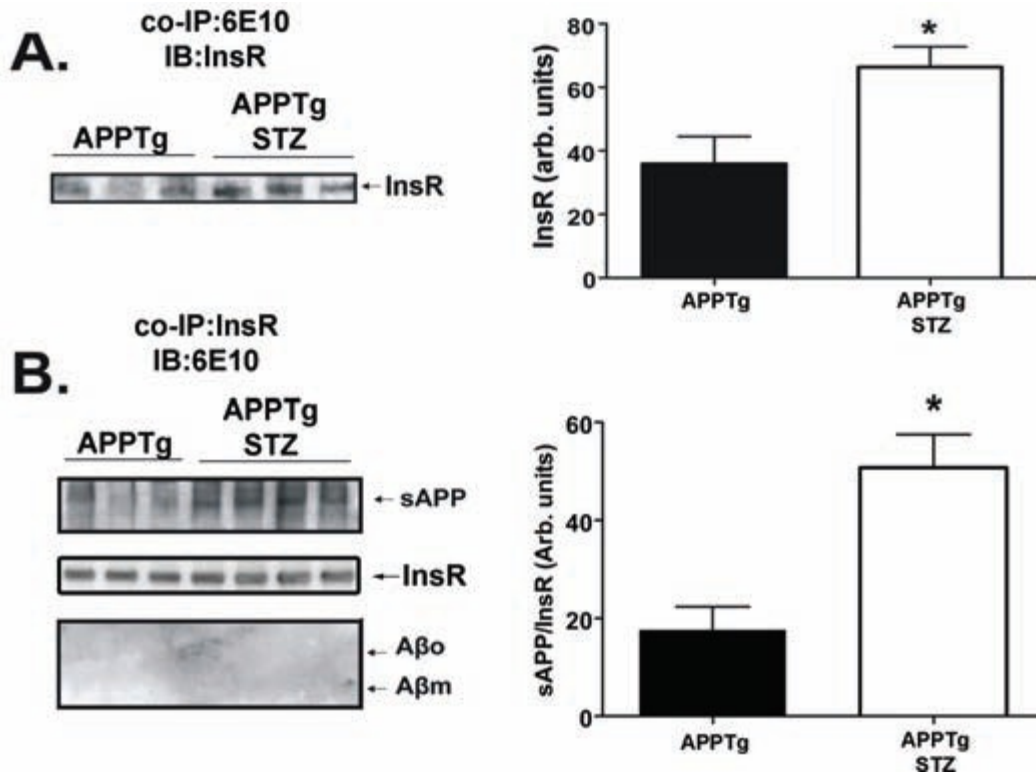 A.
co-IP:6E10
IB:InsR
APPTg
APPTg
STZ
InsR
InsR (arb. units)
80
60
40
20
0
*
APPTg
APPTg
STZ
B.
co-IP:InsR
IB:6E10
APPTg
APPTg
STZ
sAPP
InsR
Aβo
Aβm
sAPP/InsR (Arb. units)
60
40
20
0
*
APPTg
APPTg
STZ